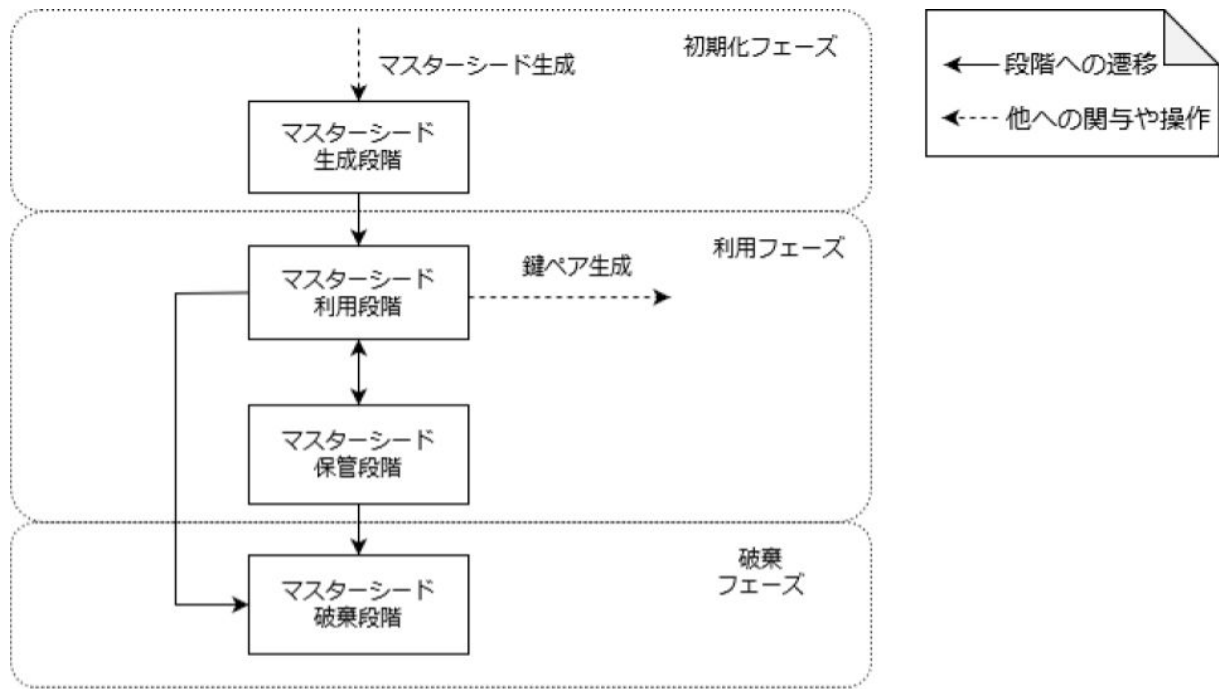 初期化フェーズ
マスターシード生成
マスターシード
生成段階
利用フェーズ
鍵ペア生成
マスターシード
利用段階
マスターシード
保管段階
破棄
フェーズ
マスターシード
破棄段階
段階への遷移
他への関与や操作